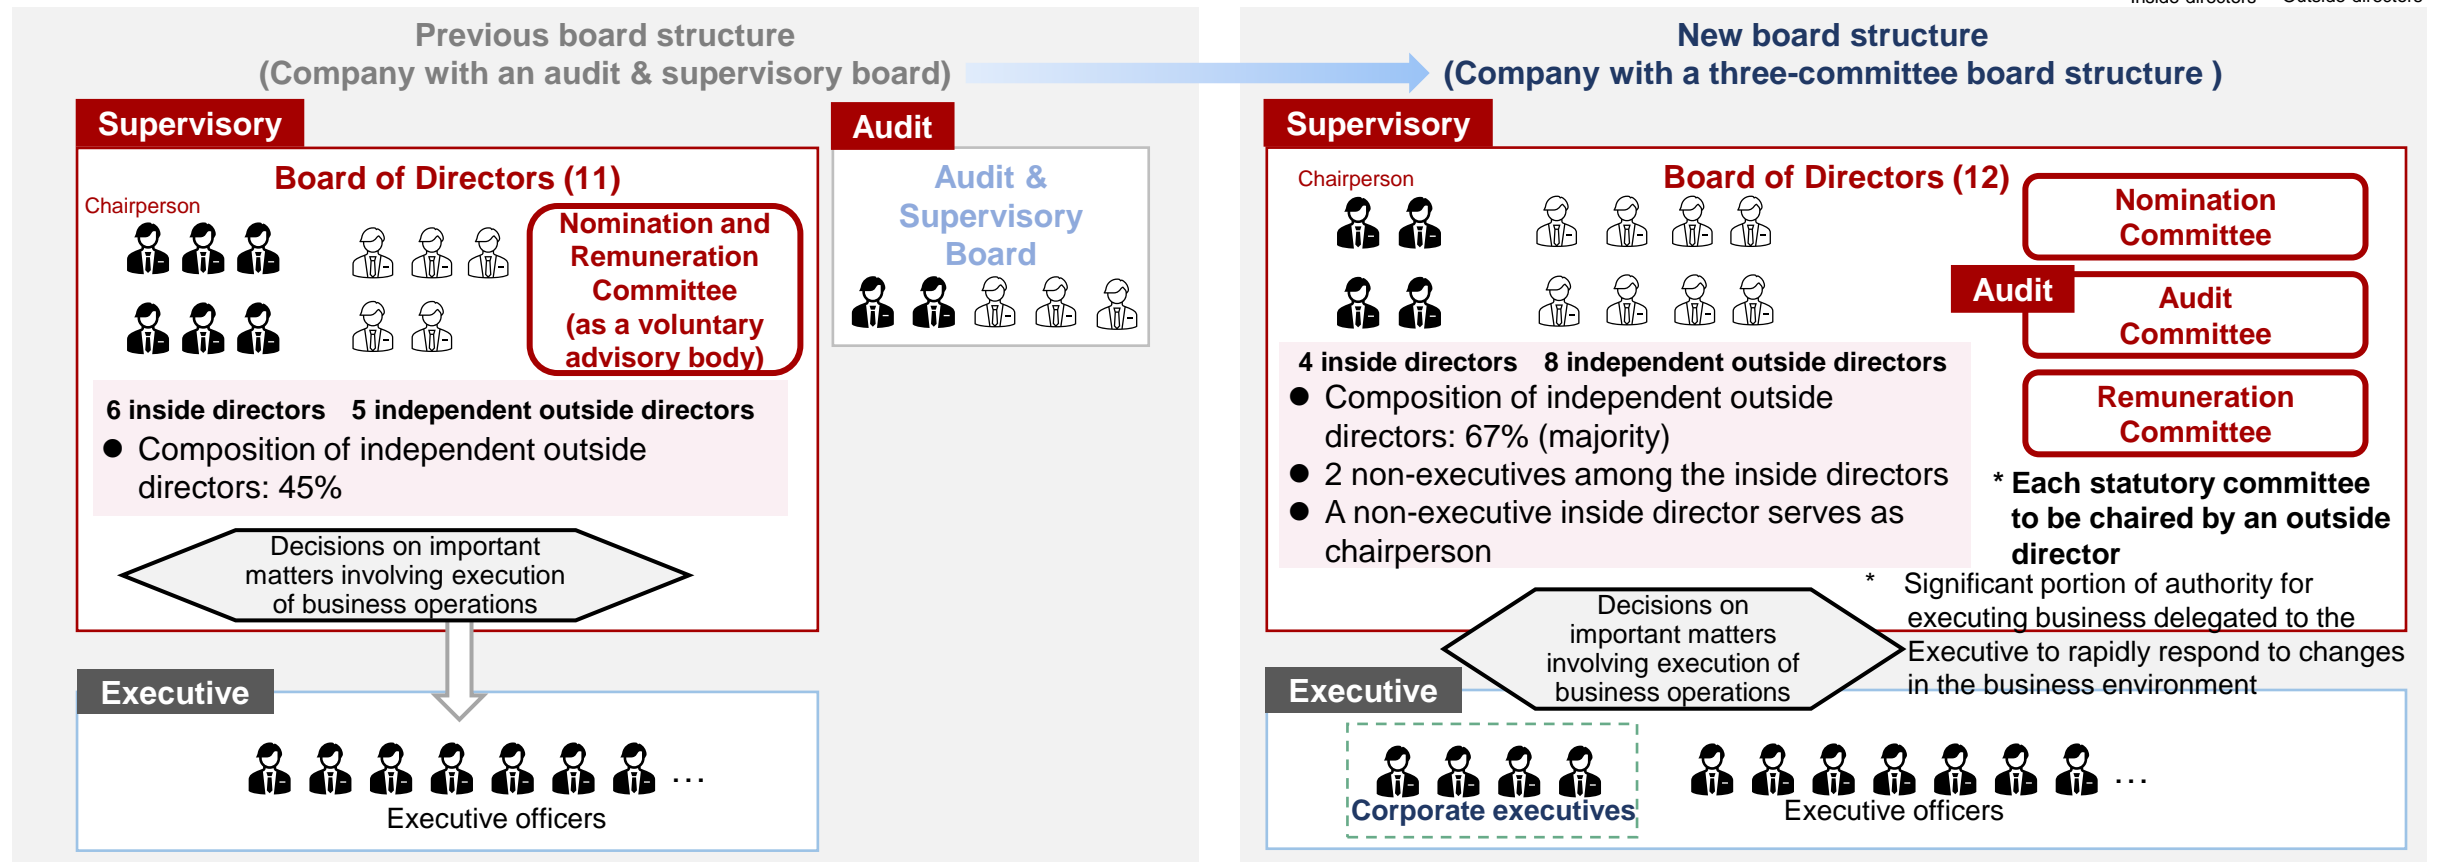 Inside directors Outside directors
Previous board structure
(Company with an audit & supervisory board)
Supervisory
Board of Directors (11)
Chairperson
Nomination and
Remuneration
Committee
(as a voluntary
advisory body)
6 inside directors 5 independent outside directors
● Composition of independent outside
directors: 45%
Decisions on important
matters involving execution
of business operations
Audit
Audit &
Supervisory
Board
Executive
...
Executive officers
New board structure
(Company with a three-committee board structure )
Supervisory
Chairperson
Board of Directors (12)
Nomination
Committee
Audit
Audit
Committee
Remuneration
Committee
4 inside directors 8 independent outside directors
● Composition of independent outside
directors: 67% (majority)
● 2 non-executives among the inside directors
● A non-executive inside director serves as
chairperson
* Each statutory committee
to be chaired by an outside
director
* Significant portion of authority for
executing business delegated to the
Executive to rapidly respond to changes
in the business environment
Decisions on
important matters
involving execution of
business operations
Executive
Corporate executives
...
Executive officers